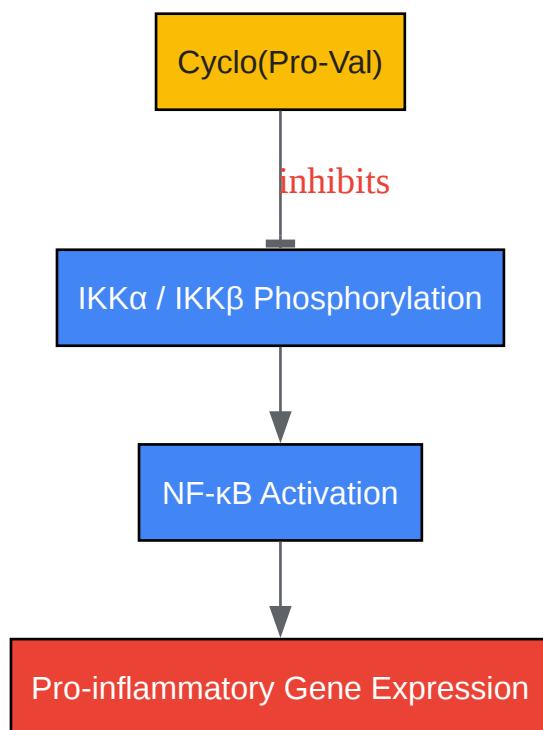 Cyclo(Pro-Val)
inhibits
IKKα / IKKβ Phosphorylation
NF-κB Activation
Pro-inflammatory Gene Expression